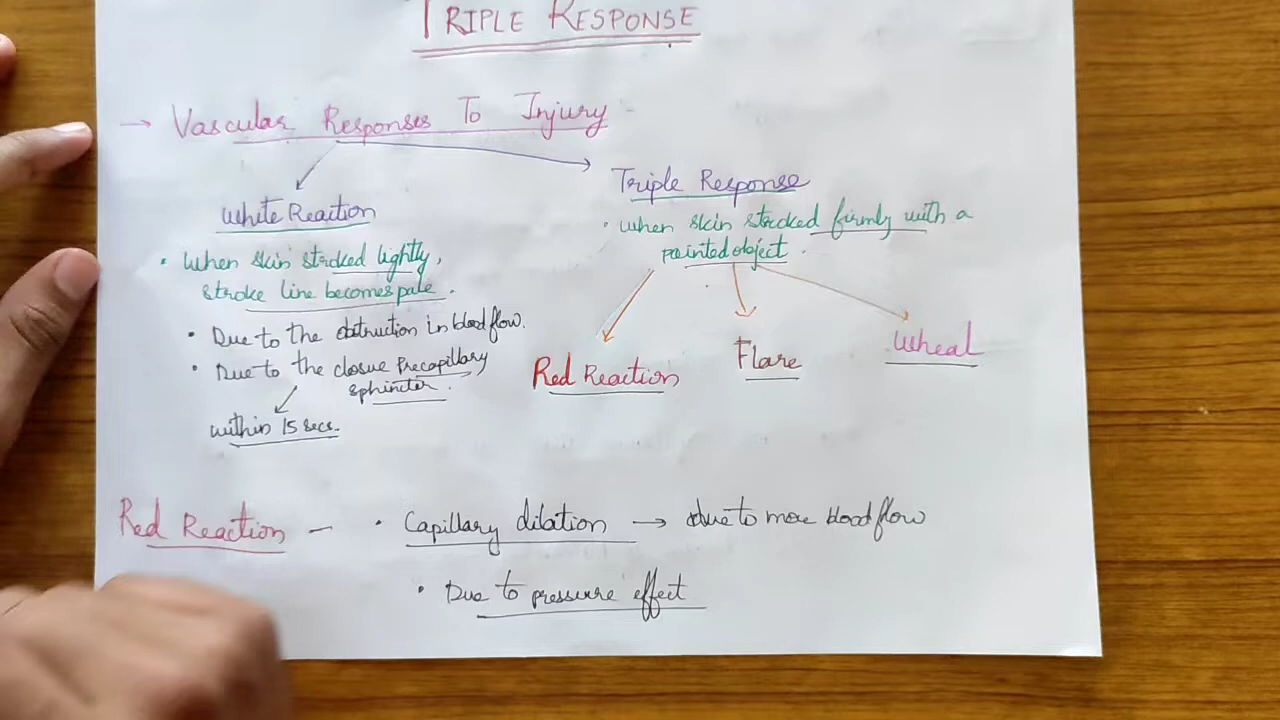 TRIPLE RESPONSE
→ Vascular Responses To Injury
White Reaction
• When skin stroked lightly,
stroke line becomes pale.
• Due to the obstruction in blood flow.
• Due to the closue Precapillary
sphincter.
within 15 secs.
Triple Response
• When skin stroked firmly with a
pointed object.
Red Reaction
Flare
Wheal
Red Reaction — • Capillary dilation → due to more blood flow
• Due to pressure effect